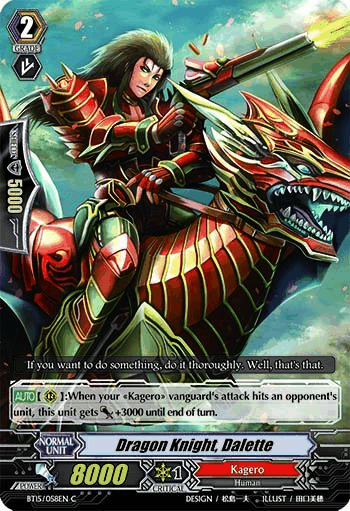 2
GRADE
SHIELD
5000
"If you want to do something, do it thoroughly. Well, that's that.
AUTO [ 12 ] 1:When your «Kagero» vanguard's attack hits an opponent's
unit, this unit gets +3000 until end of turn.
NORMAL
UNIT
Dragon Knight, Dalette
POWER
8000
1
CRITICAL
Kagero
Human
BT15/058EN C
DESIGN / 松島一夫
ILLUST / 田口美穂